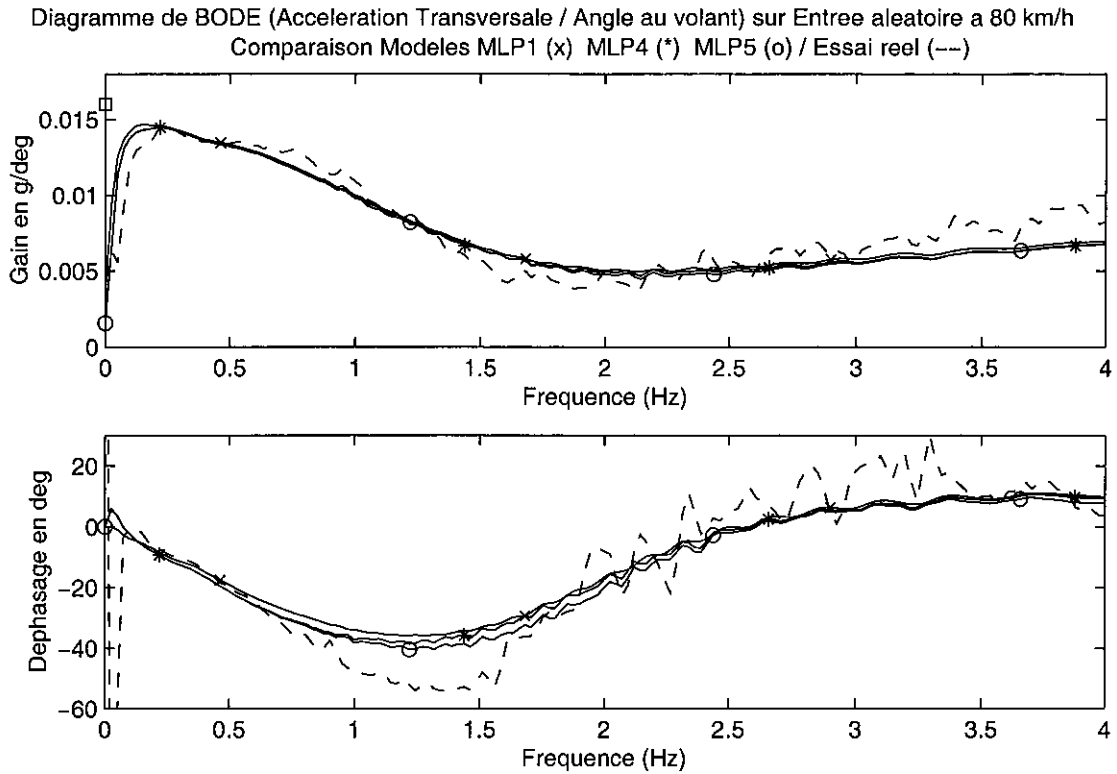 Diagramme de BODE (Acceleration Transversale / Angle au volant) sur Entree aleatoire a 80 km/h
Comparaison Modeles MLP1 (x)  MLP4 (*)  MLP5 (o) / Essai reel (−−)
Gain en g/deg
0.015
0.01
0.005
0
0 0.5 1 1.5 2 2.5 3 3.5 4
Frequence (Hz)
Dephasage en deg
20
0
−20
−40
−60
0 0.5 1 1.5 2 2.5 3 3.5 4
Frequence (Hz)